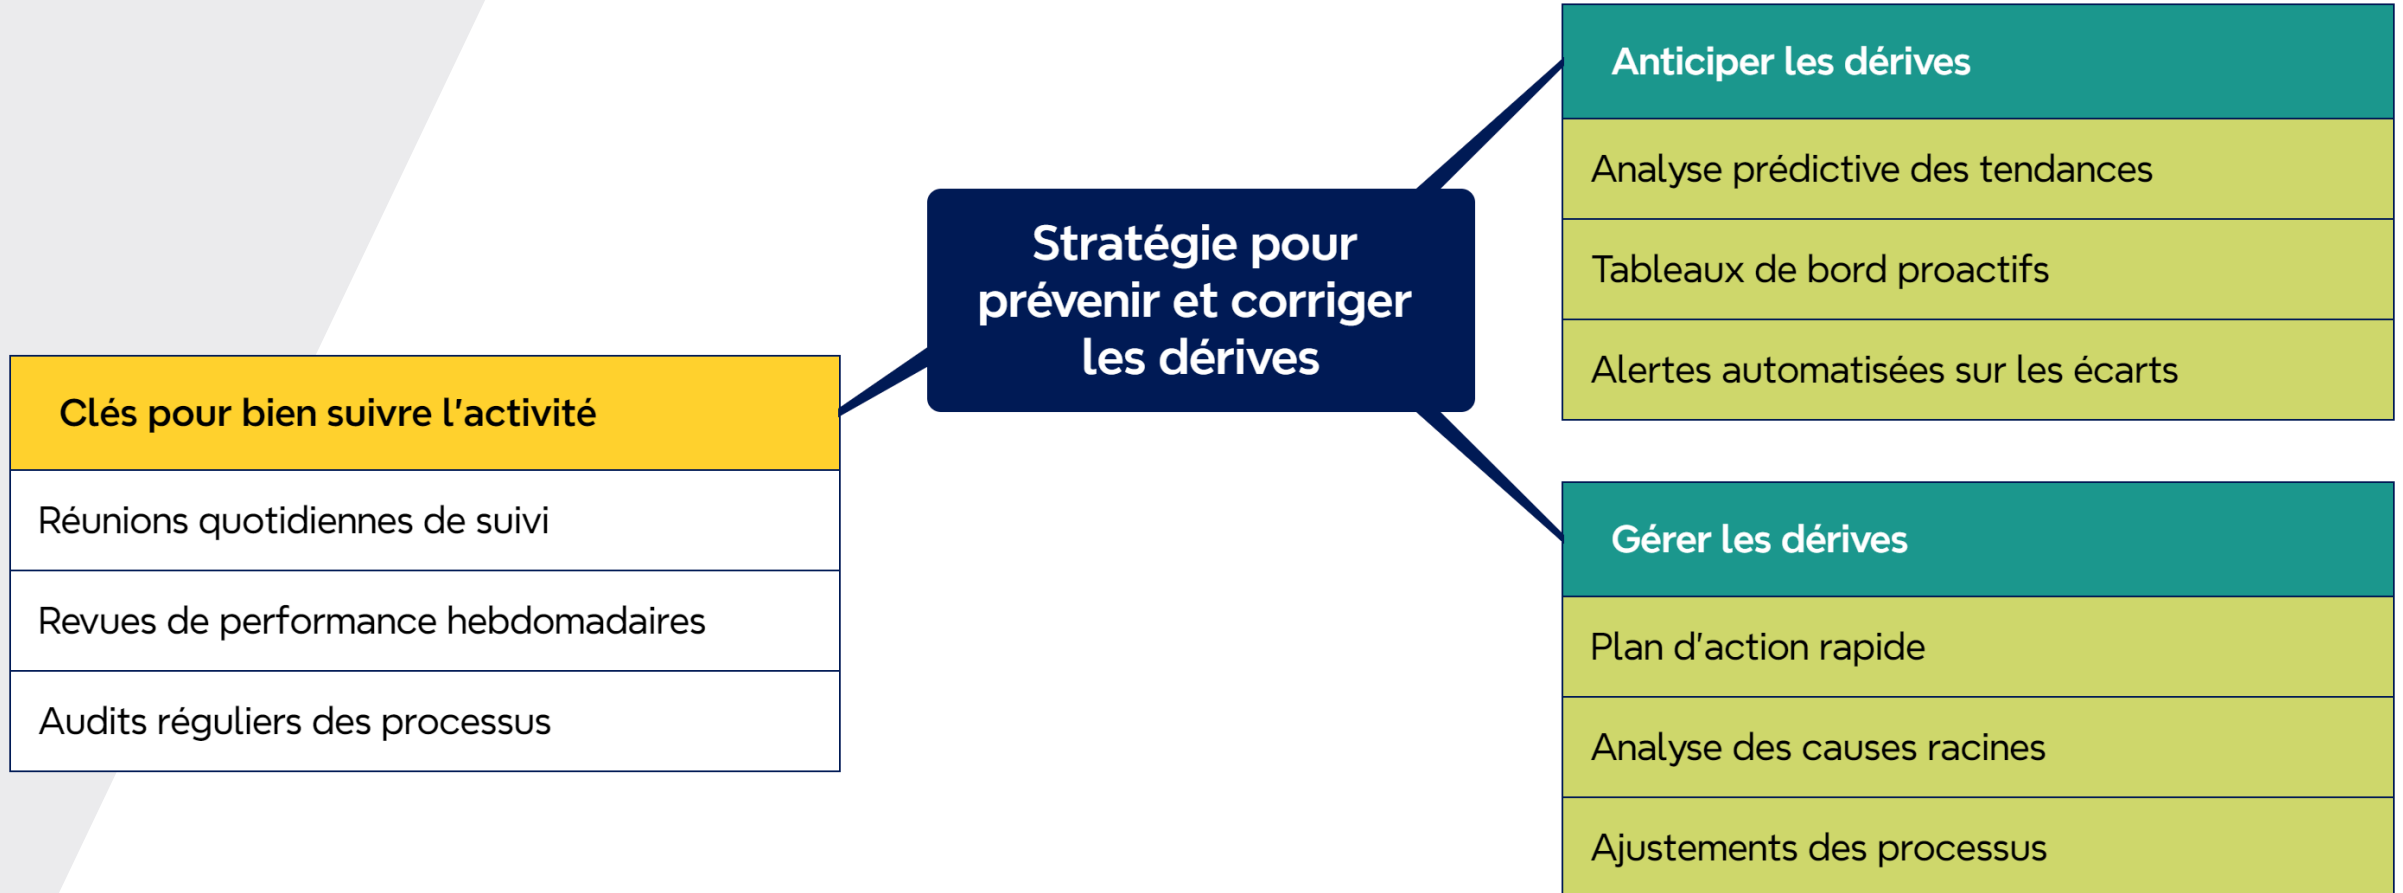 Stratégie pour
prévenir et corriger
les dérives
Clés pour bien suivre l'activité
Réunions quotidiennes de suivi
Revues de performance hebdomadaires
Audits réguliers des processus
Anticiper les dérives
Analyse prédictive des tendances
Tableaux de bord proactifs
Alertes automatisées sur les écarts
Gérer les dérives
Plan d'action rapide
Analyse des causes racines
Ajustements des processus